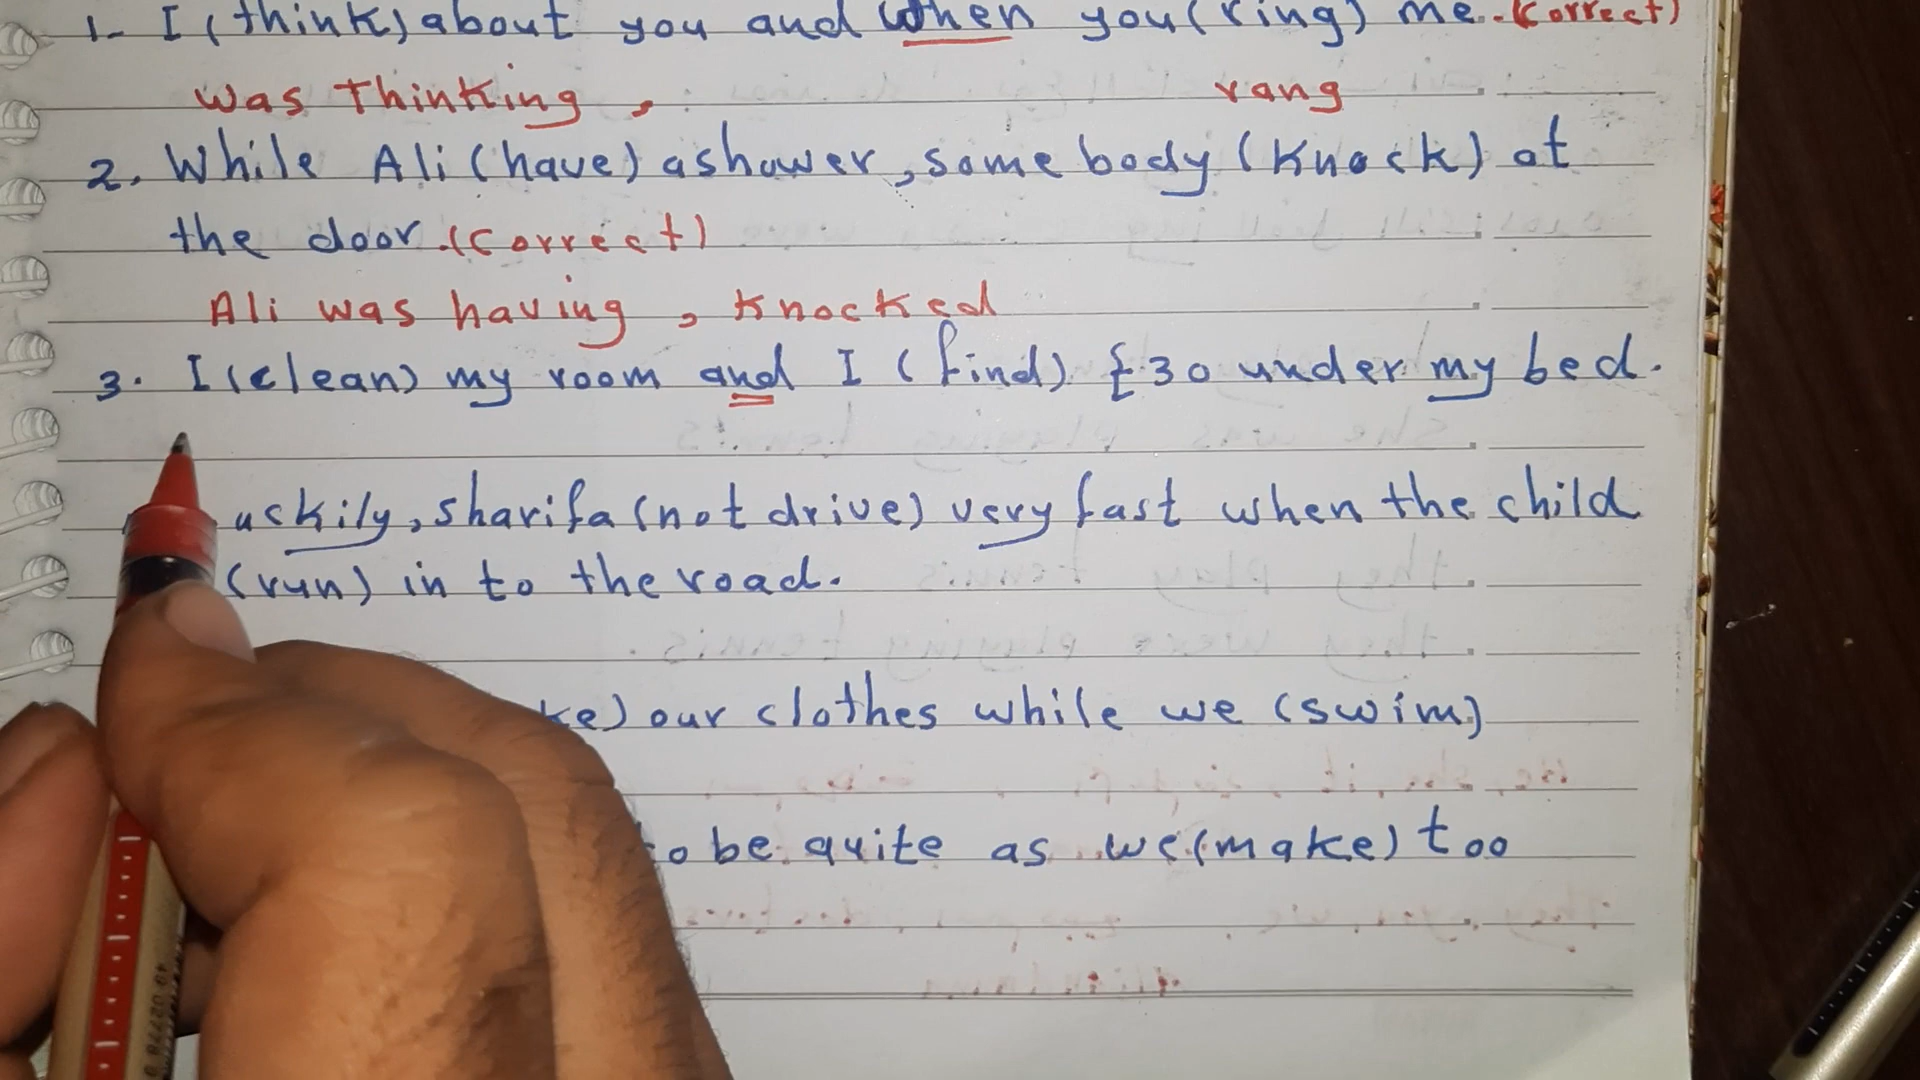 1- I (think) about you and when you (ring) me. (correct)
was Thinking , rang
2. While Ali (have) a shower, some body (knock) at
the door. (correct)
Ali was having , knocked
3. I (clean) my room and I (find) £30 under my bed.
uckily, sharifa (not drive) very fast when the child
(run) in to the road.
ke) our clothes while we (swim)
o be quite as we (make) too